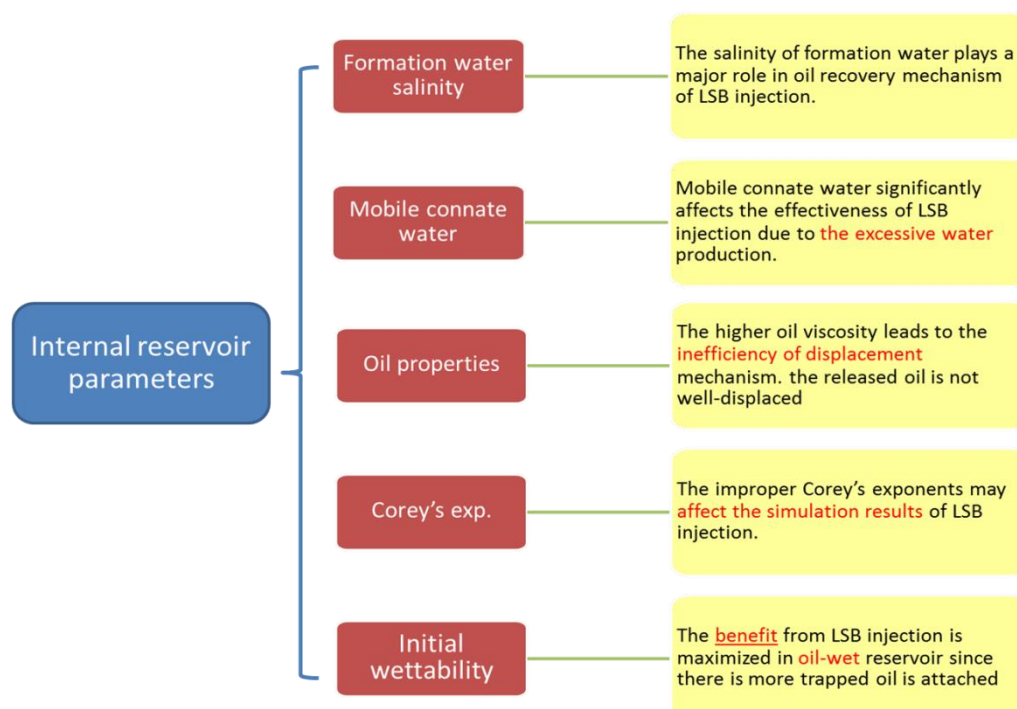 Internal reservoir
parameters
Formation water
salinity
The salinity of formation water plays a
major role in oil recovery mechanism
of LSB injection.
Mobile connate
water
Mobile connate water significantly
affects the effectiveness of LSB
injection due to the excessive water
production.
Oil properties
The higher oil viscosity leads to the
inefficiency of displacement
mechanism. the released oil is not
well-displaced
Corey's exp.
The improper Corey's exponents may
affect the simulation results of LSB
injection.
Initial
wettability
The benefit from LSB injection is
maximized in oil-wet reservoir since
there is more trapped oil is attached